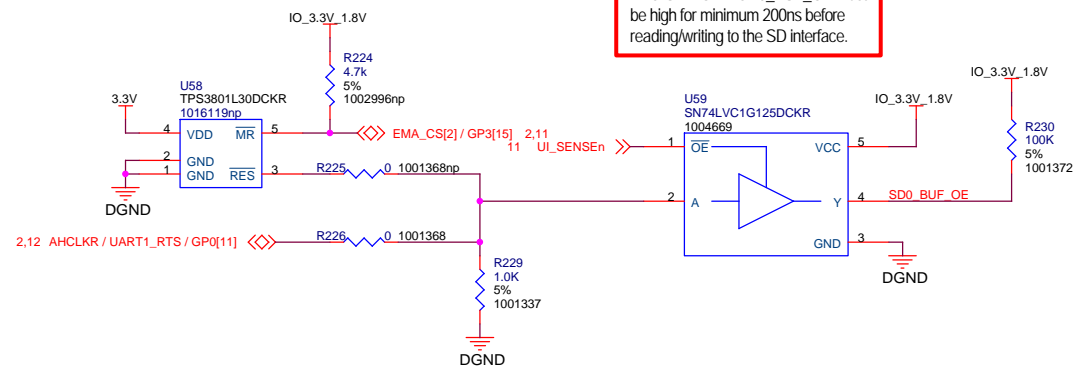 be high for minimum 200ns before
reading/writing to the SD interface.
IO_3.3V_1.8V
R224
4.7k
5%
1002996np
U58
TPS3801L30DCKR
1016119np
3.3V
4 VDD MR 5
2 GND
1 GND RES 3
DGND
EMA_CS[2] / GP3[15] 2,11
11 UI_SENSEn
R225 0 1001368np
2,12 AHCLKR / UART1_RTS / GP0[11]
R226 0 1001368
R229
1.0K
5%
1001337
DGND
U59
SN74LVC1G125DCKR
1004669
1 OE VCC 5
2 A Y 4
GND 3
IO_3.3V_1.8V
SD0_BUF_OE
DGND
IO_3.3V_1.8V
R230
100K
5%
1001372